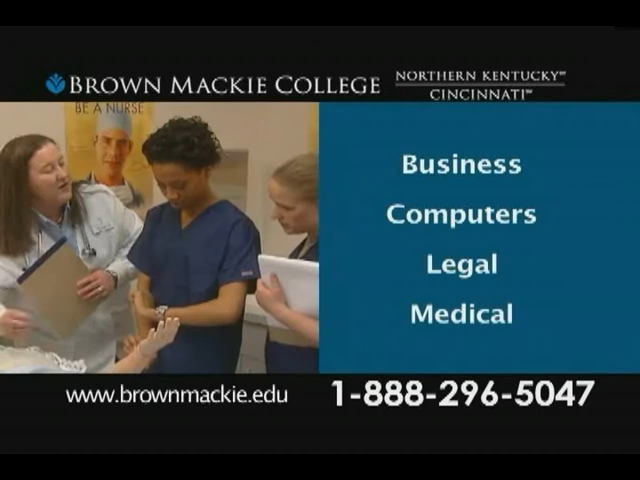 BROWN MACKIE COLLEGE
NORTHERN KENTUCKY℠
CINCINNATI℠
BE A NURSE
Business
Computers
Legal
Medical
www.brownmackie.edu
1-888-296-5047